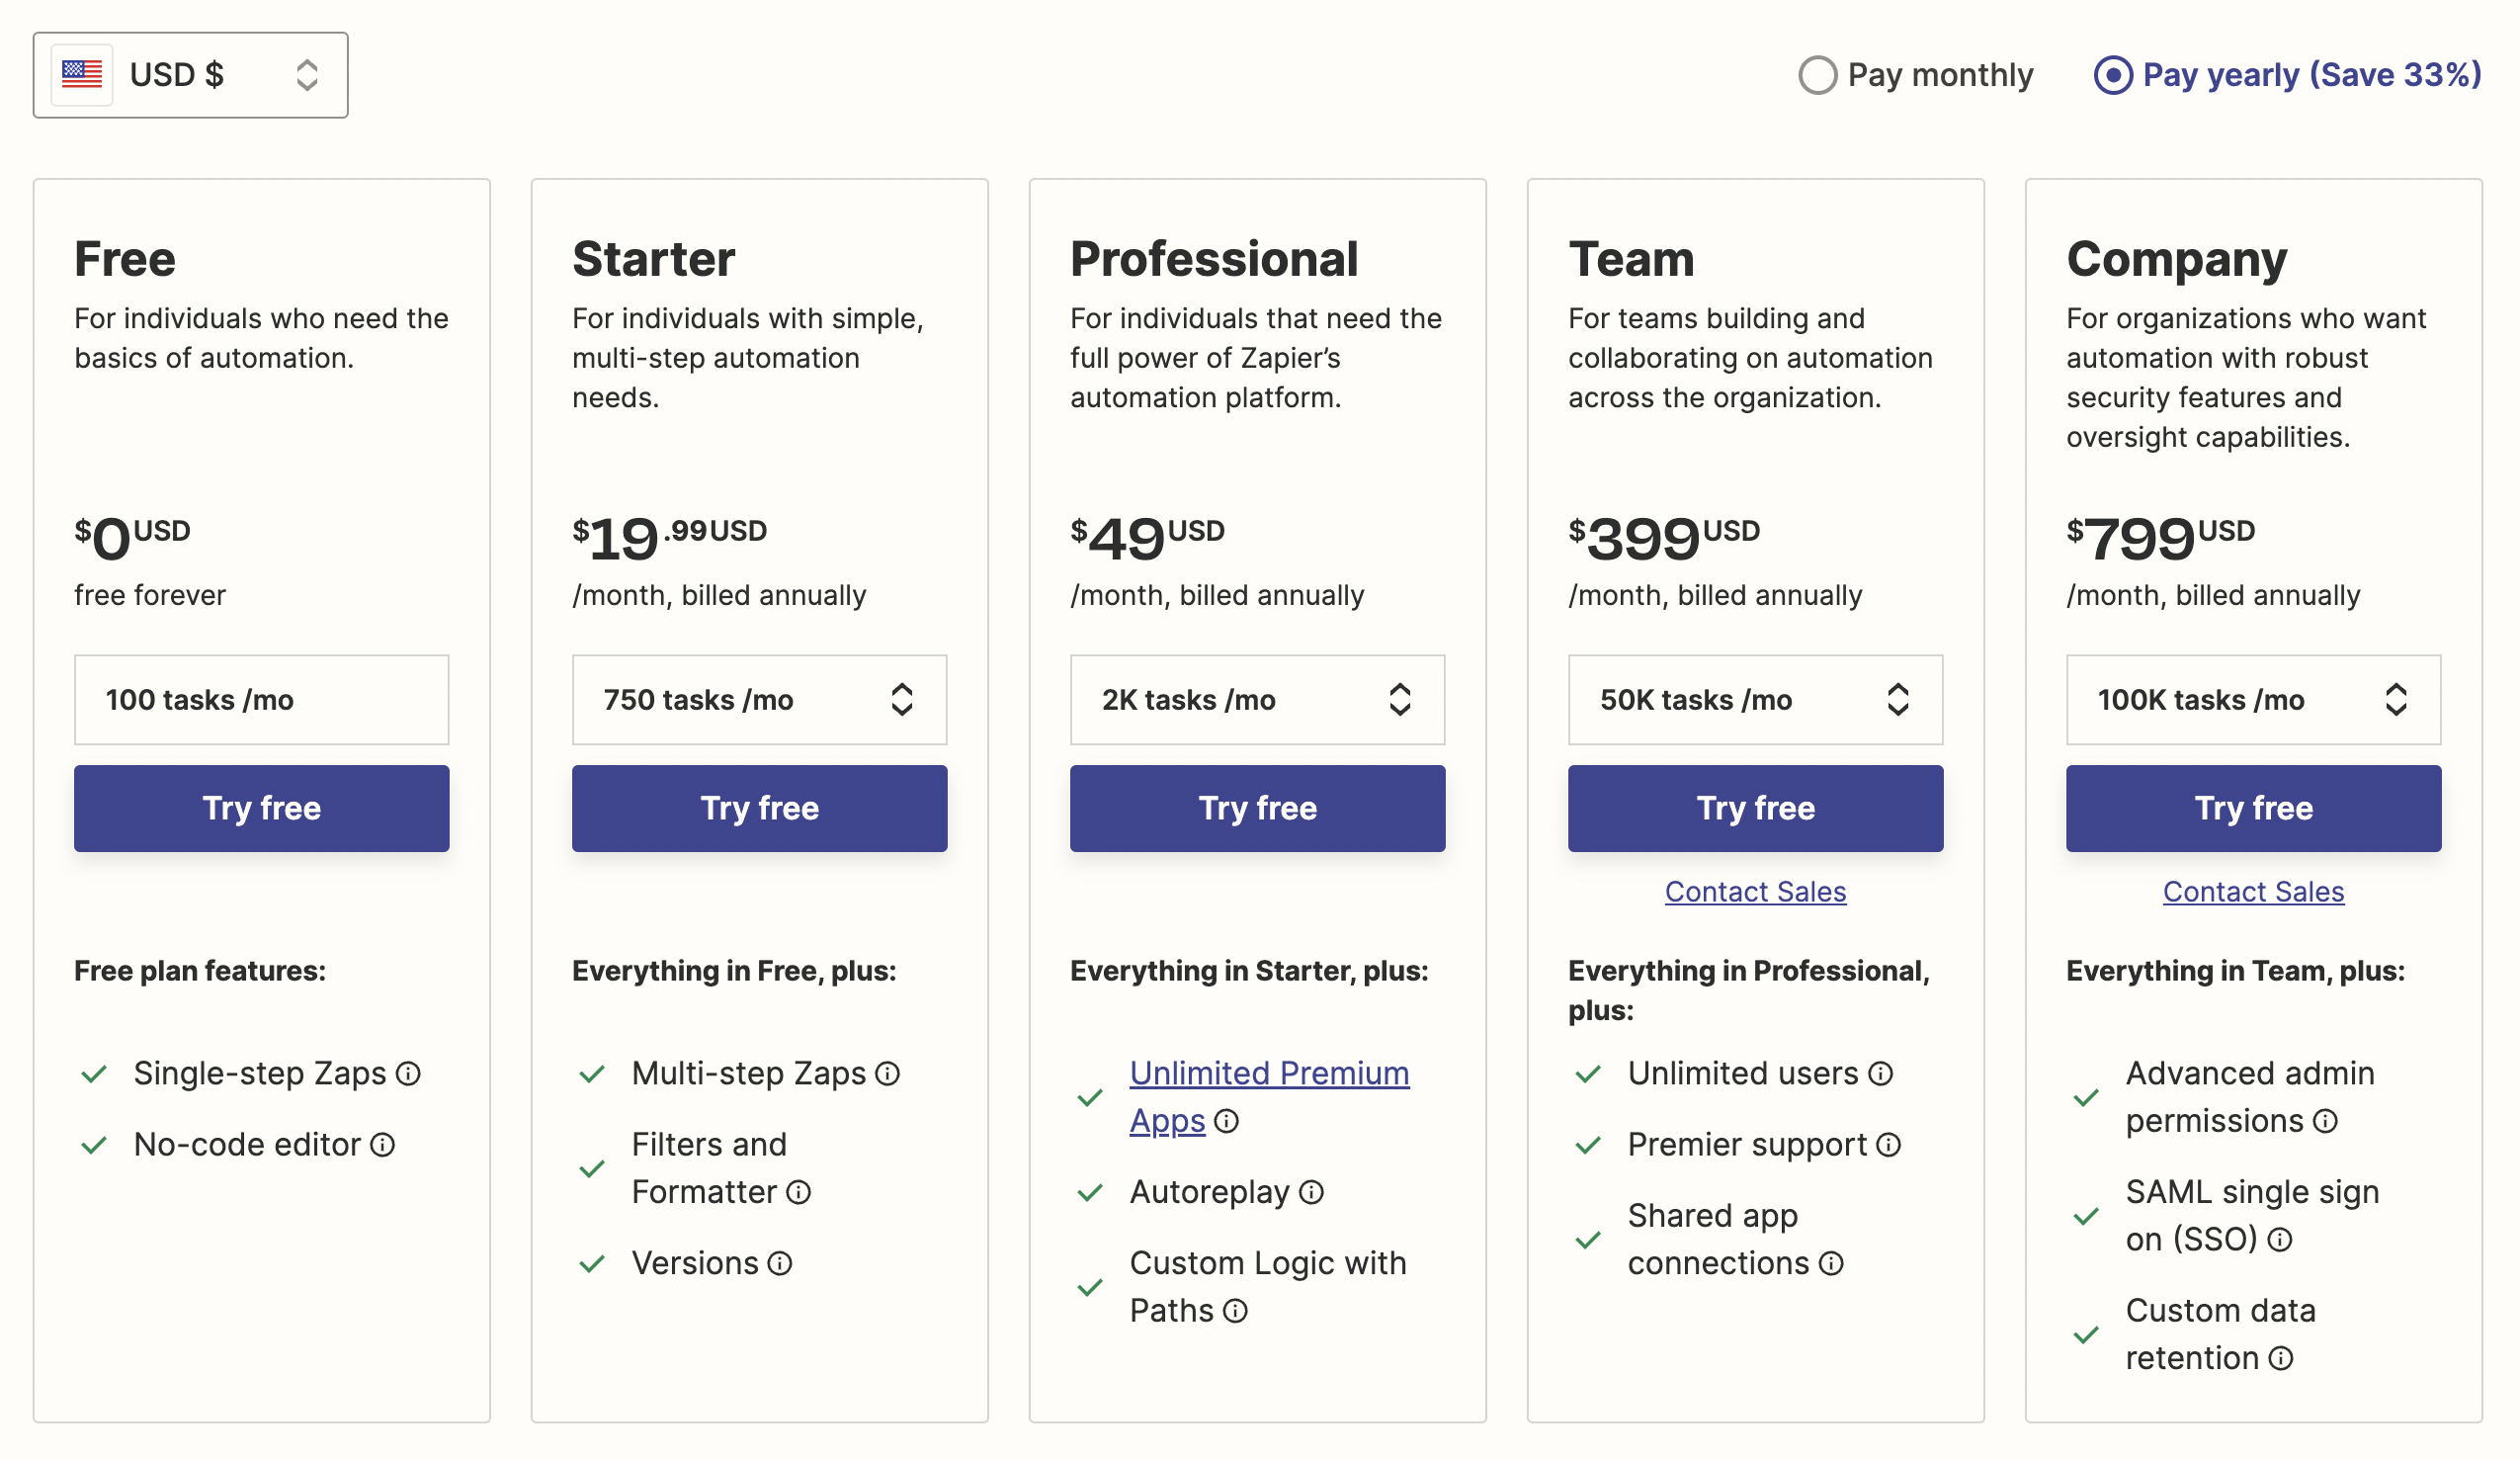 USD $
Pay monthly
Pay yearly (Save 33%)
Free
For individuals who need the
basics of automation.
$0 USD
free forever
100 tasks /mo
Try free
Free plan features:
Single-step Zaps
No-code editor
Starter
For individuals with simple,
multi-step automation
needs.
$19.99 USD
/month, billed annually
750 tasks /mo
Try free
Everything in Free, plus:
Multi-step Zaps
Filters and
Formatter
Versions
Professional
For individuals that need the
full power of Zapier’s
automation platform.
$49 USD
/month, billed annually
2K tasks /mo
Try free
Everything in Starter, plus:
Unlimited Premium
Apps
Autoreplay
Custom Logic with
Paths
Team
For teams building and
collaborating on automation
across the organization.
$399 USD
/month, billed annually
50K tasks /mo
Try free
Contact Sales
Everything in Professional,
plus:
Unlimited users
Premier support
Shared app
connections
Company
For organizations who want
automation with robust
security features and
oversight capabilities.
$799 USD
/month, billed annually
100K tasks /mo
Try free
Contact Sales
Everything in Team, plus:
Advanced admin
permissions
SAML single sign
on (SSO)
Custom data
retention